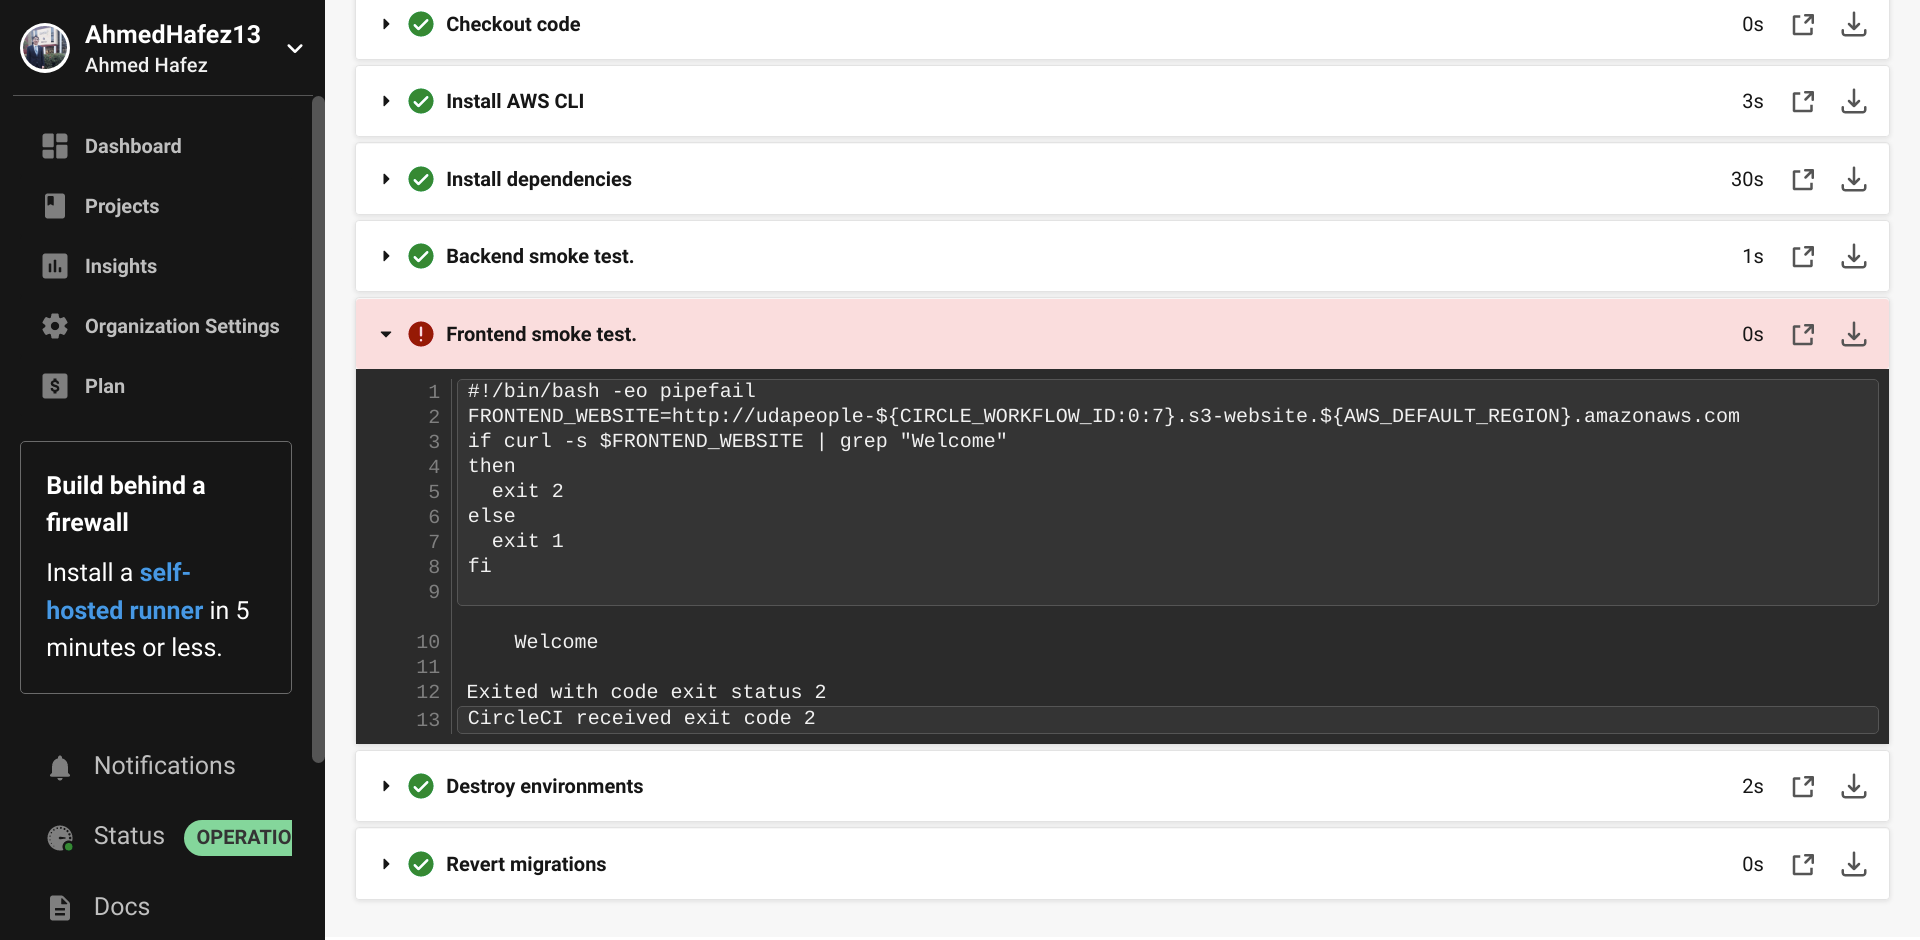 AhmedHafez13
Ahmed Hafez
Dashboard
Projects
Insights
Organization Settings
Plan
Build behind a
firewall
Install a self-
hosted runner in 5
minutes or less.
Notifications
Status OPERATIO
Docs
Checkout code 0s
Install AWS CLI 3s
Install dependencies 30s
Backend smoke test. 1s
Frontend smoke test. 0s
1 #!/bin/bash -eo pipefail
2 FRONTEND_WEBSITE=http://udapeople-${CIRCLE_WORKFLOW_ID:0:7}.s3-website.${AWS_DEFAULT_REGION}.amazonaws.com
3 if curl -s $FRONTEND_WEBSITE | grep "Welcome"
4 then
5   exit 2
6 else
7   exit 1
8 fi
9
10     Welcome
11
12 Exited with code exit status 2
13 CircleCI received exit code 2
Destroy environments 2s
Revert migrations 0s